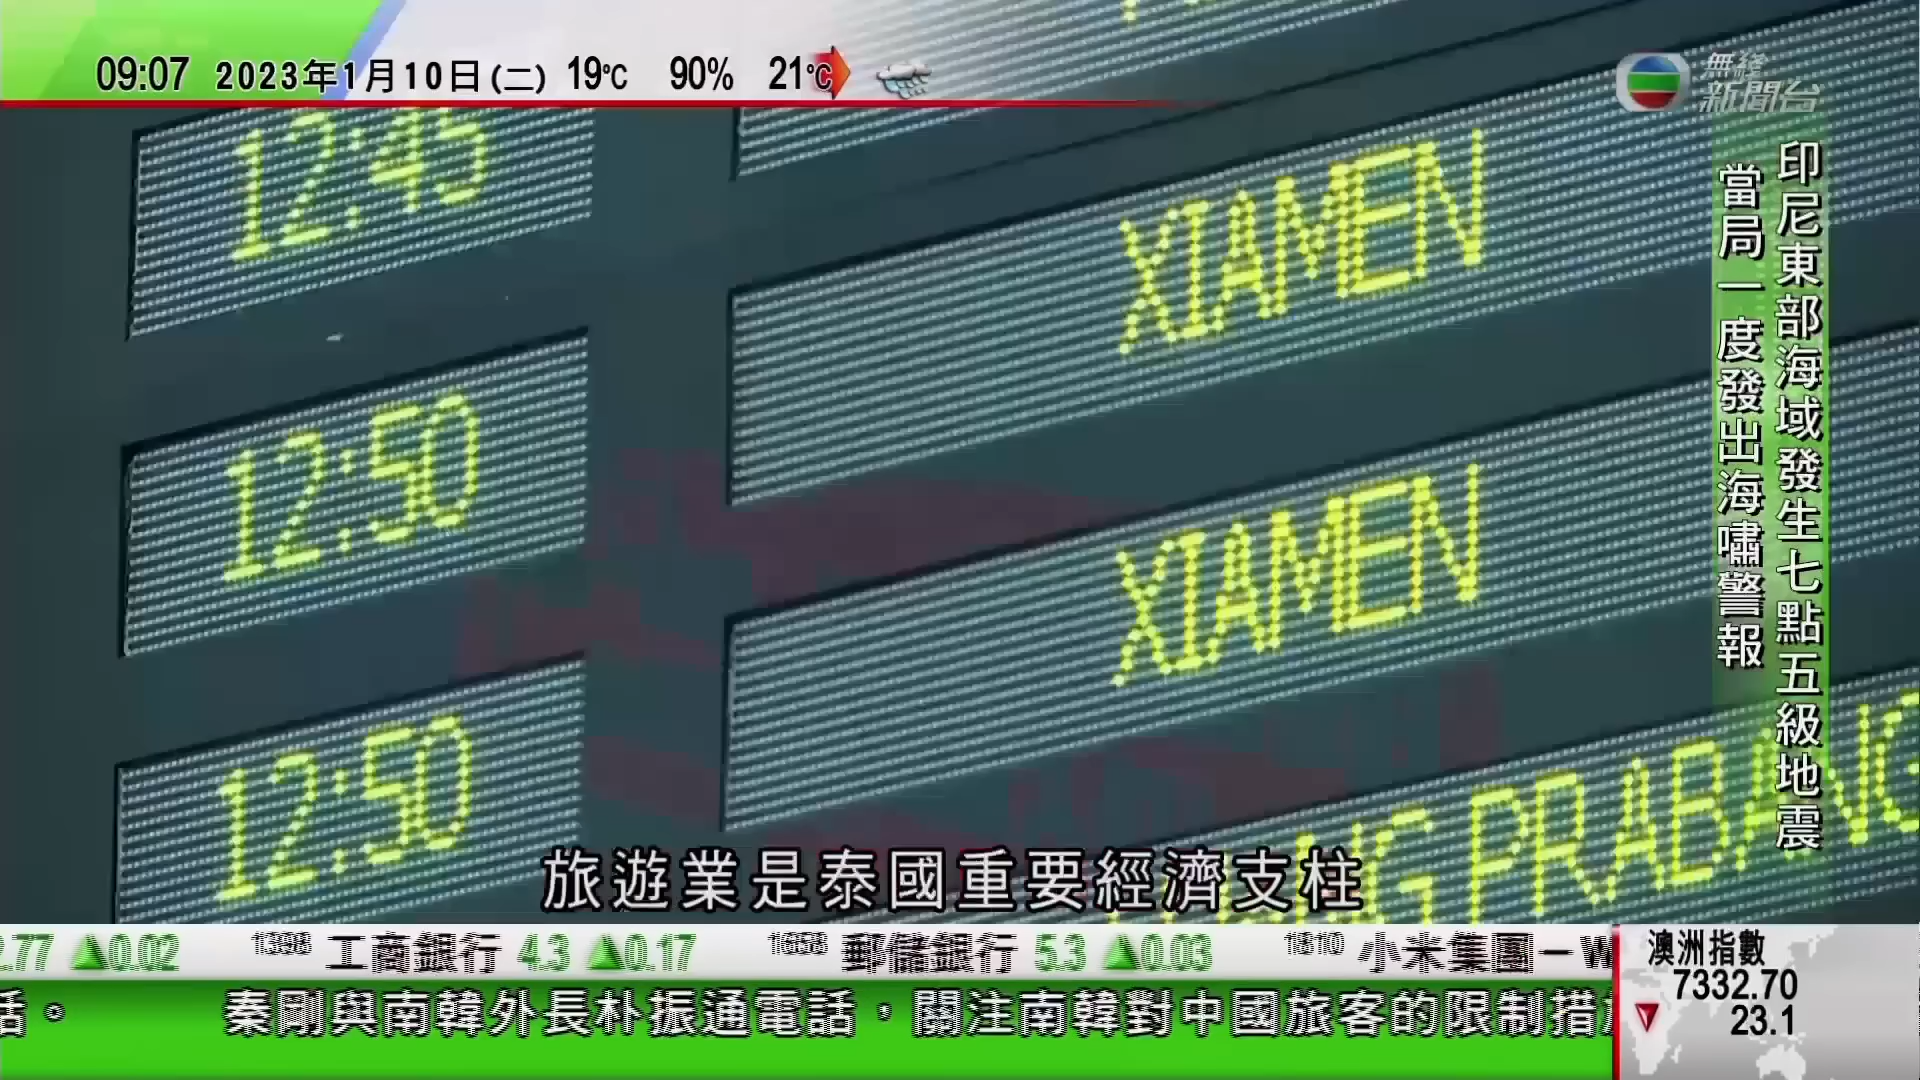 09:07 2023年1月10日(二) 19℃ 90% 21℃
無綫
新聞台
印尼東部海域發生七點五級地震
當局一度發出海嘯警報
12:45
XIAMEN
12:50
XIAMEN
12:50
PRABANG
旅遊業是泰國重要經濟支柱
2.77 ▲0.02 1398 工商銀行 4.3 ▲0.17 1658 郵儲銀行 5.3 ▲0.03 1810 小米集團－W
澳洲指數
7332.70
▼ 23.1
話。 秦剛與南韓外長朴振通電話，關注南韓對中國旅客的限制措